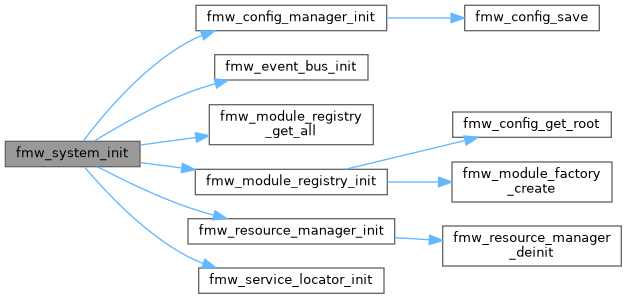 fmw_config_manager_init
fmw_config_save
fmw_event_bus_init
fmw_module_registry
_get_all
fmw_config_get_root
fmw_system_init
fmw_module_registry_init
fmw_module_factory
_create
fmw_resource_manager_init
fmw_resource_manager
_deinit
fmw_service_locator_init